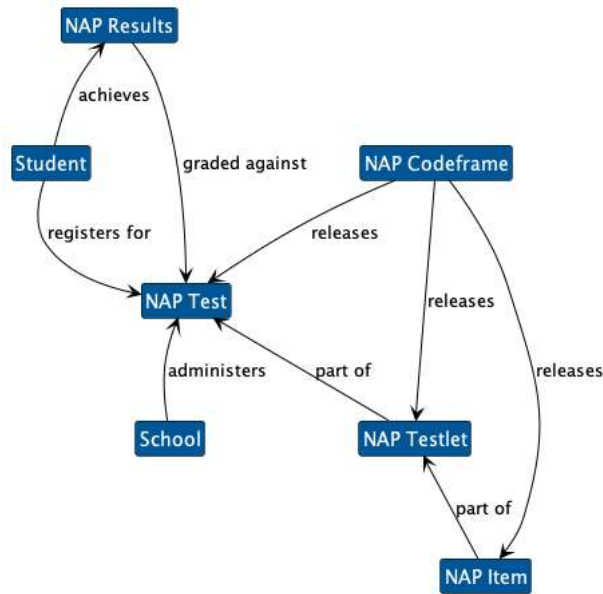 NAP Results
achieves
Student
graded against
NAP Codeframe
registers for
releases
NAP Test
releases
administers
part of
releases
School
NAP Testlet
part of
NAP Item